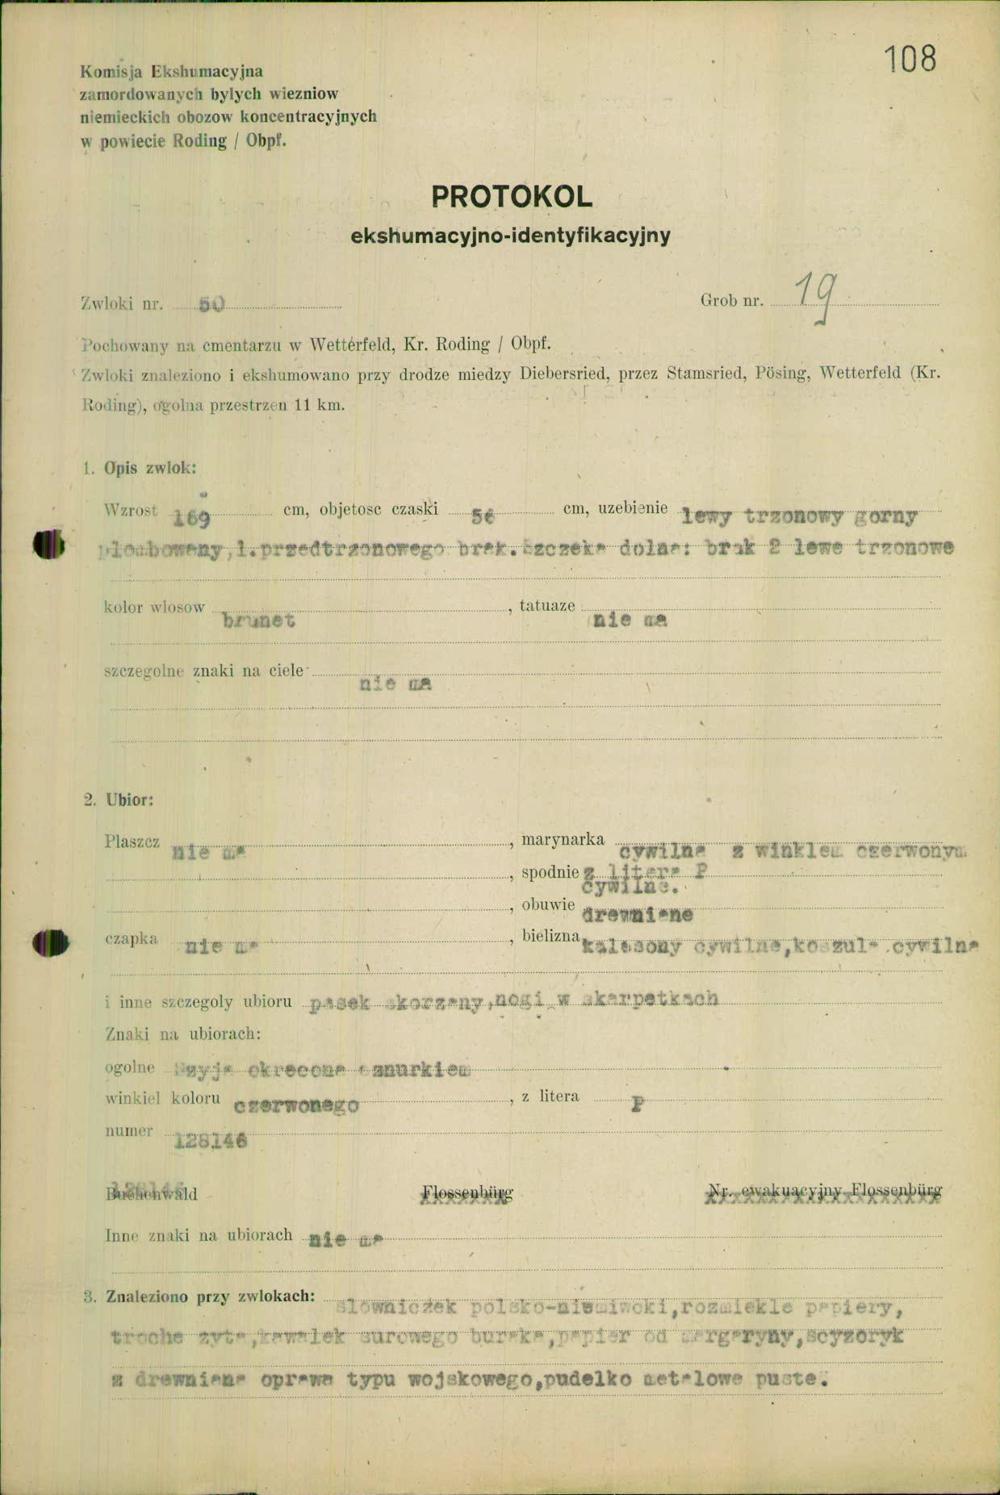 108
Komisja Ekshumacyjna
zamordowanych bylych wiezniow
niemieckich obozow koncentracyjnych
w powiecie Roding / Obpf.
PROTOKOL
ekshumacyjno-identyfikacyjny
Zwloki nr. 50 Grob nr. 19
Pochowany na cmentarzu w Wetterfeld, Kr. Roding / Obpf.
Zwloki znaleziono i ekshumowano przy drodze miedzy Diebersried, przez Stamsried, Pösing, Wetterfeld (Kr.
Roding), ogolna przestrzen 11 km.
1. Opis zwlok:
Wzrost 169 cm, objetosc czaski cm, uzebienie lewy trzonowy gorny
plombowany, 1.przedtrzonowego brak. Szczeka dolna: brak 2 lewe trzonowe
kolor wlosow brunet , tatuaze nie ma
szczegolne znaki na ciele nie ma
2. Ubior:
Plaszcz nie ma , marynarka cywilna z winklem czerwonym
z litera P
, spodnie cywilne.
, obuwie drewniane
czapka nie ma , bielizna kalesony cywilne,koszula cywilna
i inne szczegoly ubioru pasek skorzany,nogi w skarpetkach
Znaki na ubiorach:
ogolne Szyja okrecona sznurkiem
winkiel koloru czerwonego , z litera P
numer 128146
Buchenwald Flossenbürg Nr. ewakuacyjny Flossenbürg
Inne znaki na ubiorach nie ma
3. Znaleziono przy zwlokach: slowniczek polsko-niemiecki,rozmiekle papiery,
troche zyta,kawalek surowego buraka,papier od margaryny,scyzoryk
z drewniana oprawa typu wojskowego,pudelko metalowe puste.